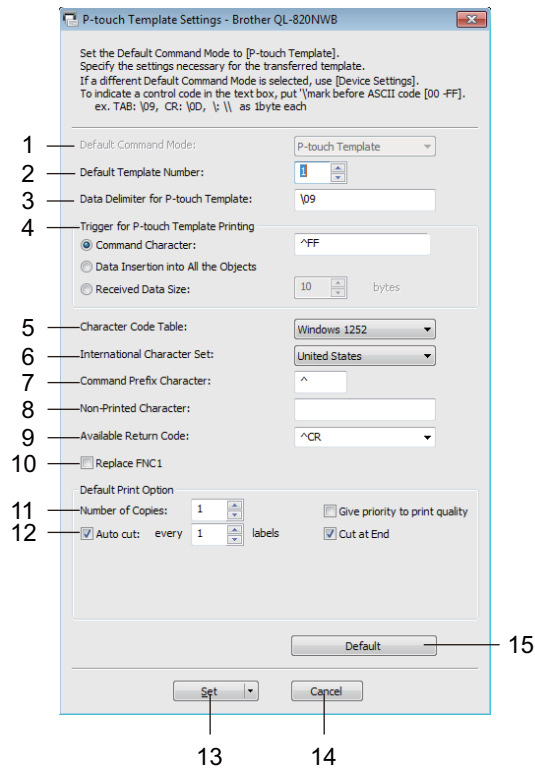 P-touch Template Settings - Brother QL-820NWB
Set the Default Command Mode to [P-touch Template].
Specify the settings necessary for the transferred template.
If a different Default Command Mode is selected, use [Device Settings].
To indicate a control code in the text box, put '\'mark before ASCII code [00 -FF].
ex. TAB: \09, CR: \0D, \: \\ as 1byte each
1 Default Command Mode: P-touch Template
2 Default Template Number: 1
3 Data Delimiter for P-touch Template: \09
4 Trigger for P-touch Template Printing
Command Character: ^FF
Data Insertion into All the Objects
Received Data Size: 10 bytes
5 Character Code Table: Windows 1252
6 International Character Set: United States
7 Command Prefix Character: ^
8 Non-Printed Character:
9 Available Return Code: ^CR
10 Replace FNC1
Default Print Option
11 Number of Copies: 1 Give priority to print quality
12 Auto cut: every 1 labels Cut at End
Default 15
Set Cancel
13 14